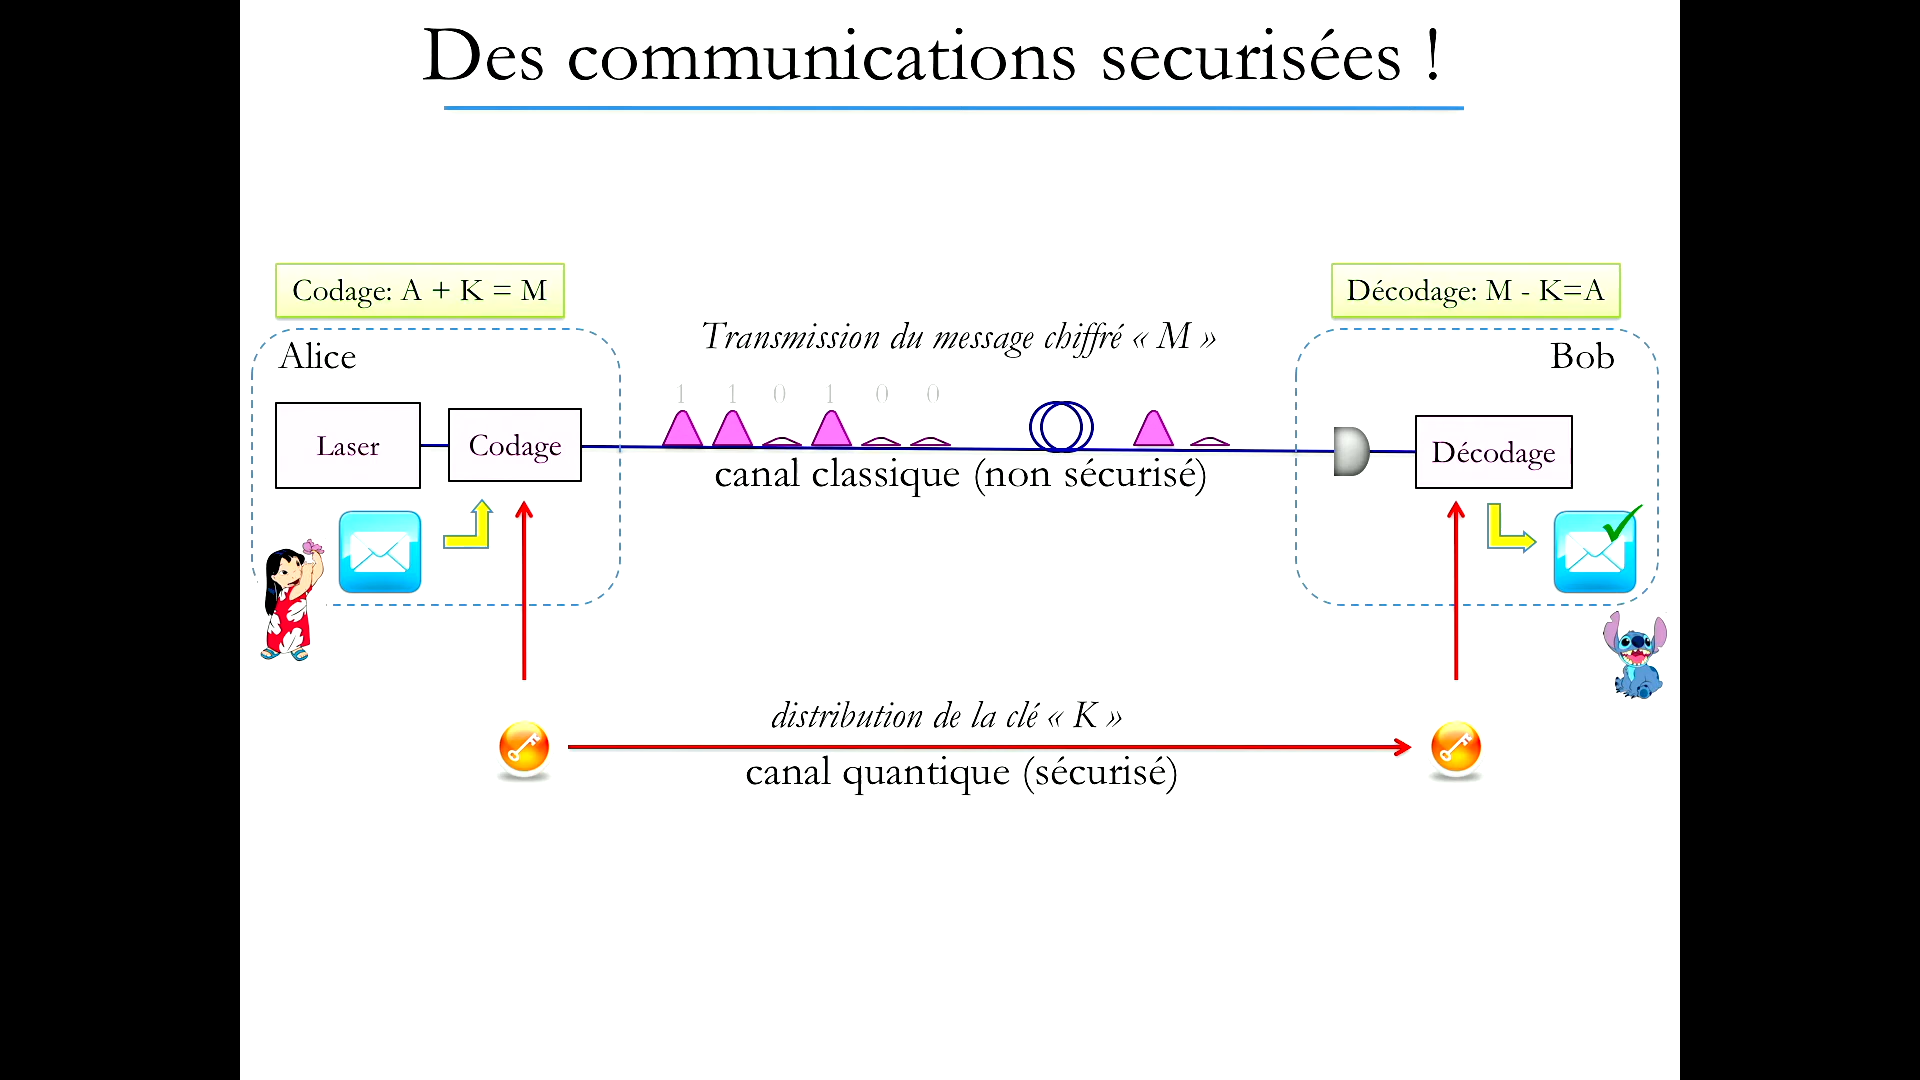 Des communications securisées !
Codage: A + K = M
Décodage: M - K=A
Transmission du message chiffré « M »
Alice
Bob
1 1 0 1 0 0
Laser
Codage
Décodage
canal classique (non sécurisé)
distribution de la clé « K »
canal quantique (sécurisé)